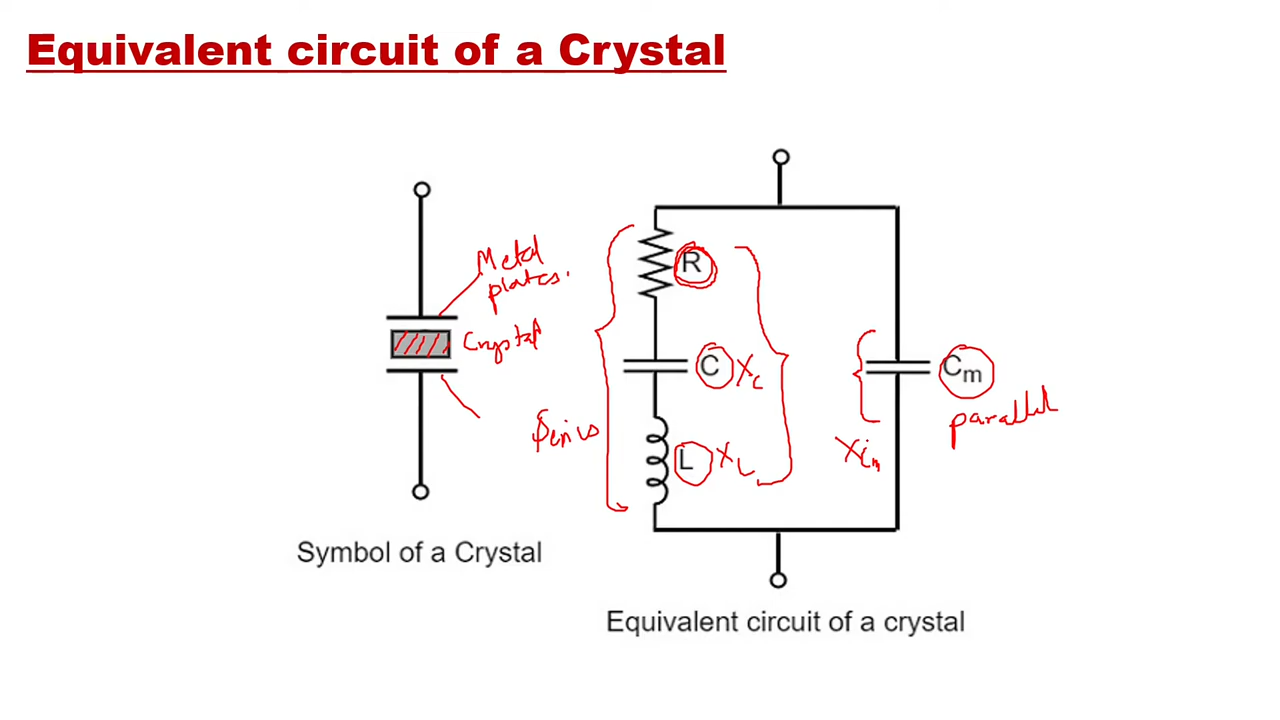 Equivalent circuit of a Crystal
Metal
plates.
Crystal
R
C Xc
L XL
Series
Cm
parallel
Xcm
Symbol of a Crystal
Equivalent circuit of a crystal